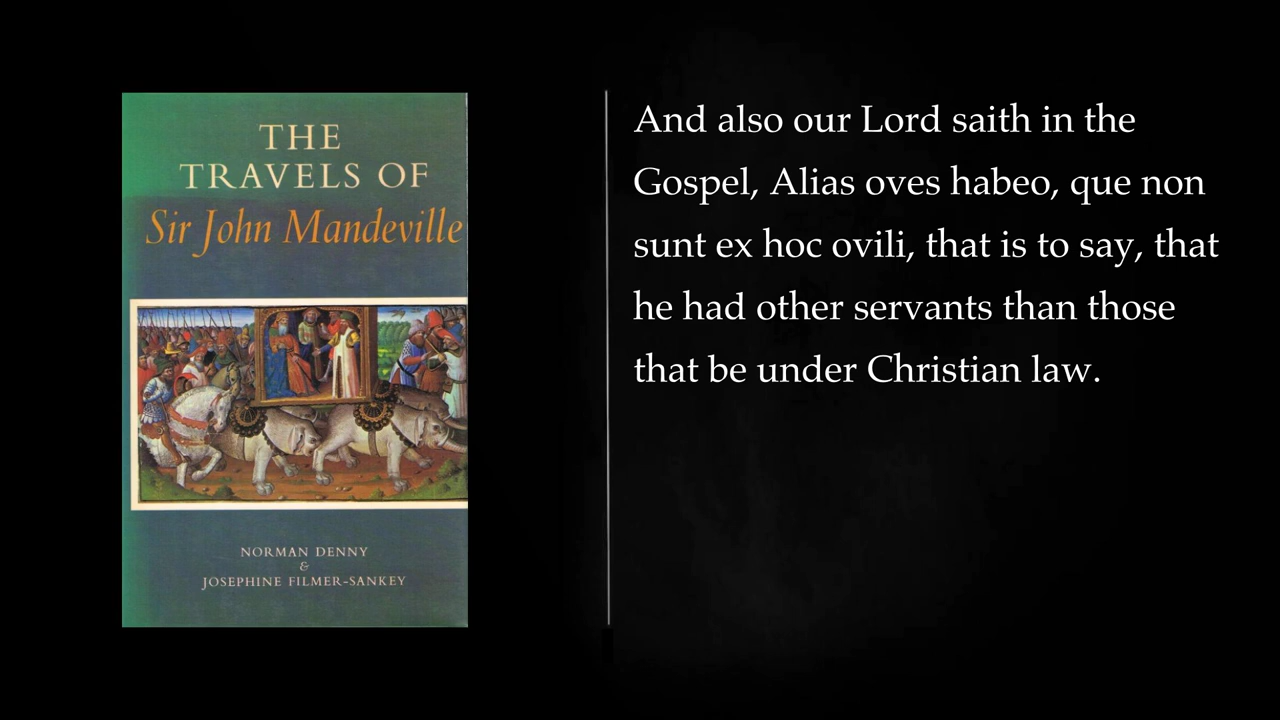 THE
TRAVELS OF
Sir John Mandeville
NORMAN DENNY
&
JOSEPHINE FILMER-SANKEY
And also our Lord saith in the
Gospel, Alias oves habeo, que non
sunt ex hoc ovili, that is to say, that
he had other servants than those
that be under Christian law.